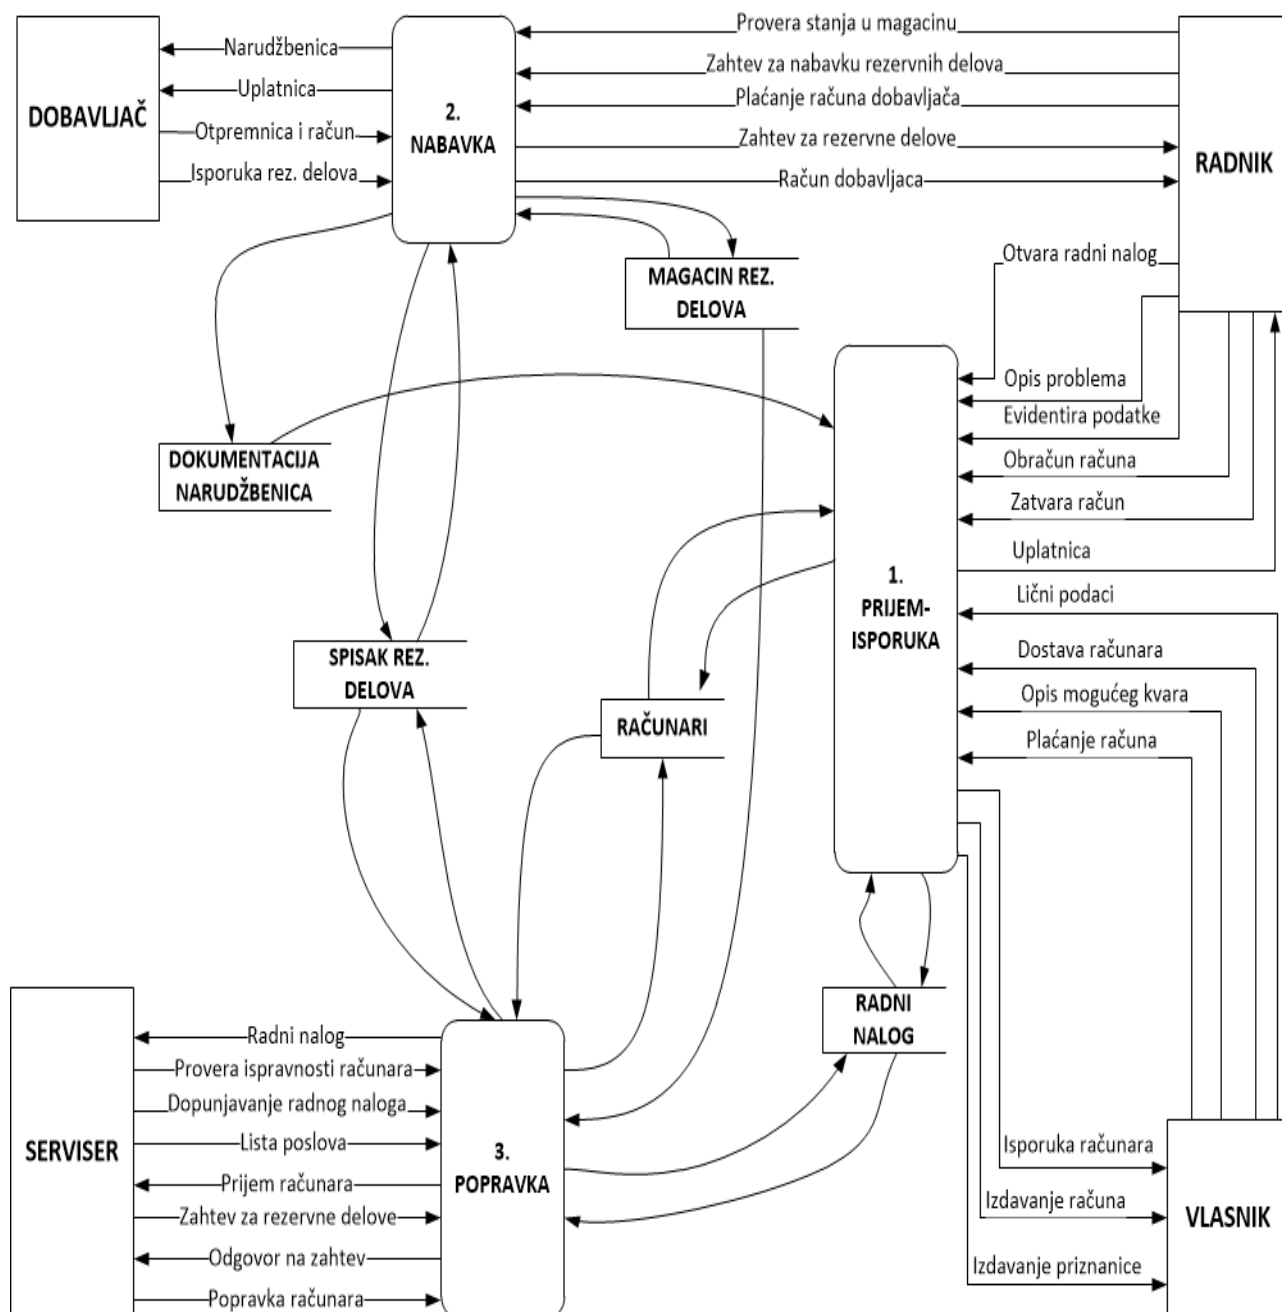 Provera stanja u magacinu
Narudžbenica
Zahtev za nabavku rezervnih delova
Uplatnica
Plaćanje računa dobavljača
DOBAVLJAČ
2.
NABAVKA
Otpremnica i račun
Zahtev za rezervne delove
RADNIK
Isporuka rez. delova
Račun dobavljaca
Otvara radni nalog
MAGACIN REZ.
DELOVA
Opis problema
Evidentira podatke
DOKUMENTACIJA
NARUDŽBENICA
Obračun računa
Zatvara račun
Uplatnica
1.
PRIJEM-
ISPORUKA
Lični podaci
SPISAK REZ.
DELOVA
Dostava računara
Opis mogućeg kvara
RAČUNARI
Plaćanje računa
RADNI
NALOG
Radni nalog
Provera ispravnosti računara
Dopunjavanje radnog naloga
SERVISER
Lista poslova
3.
POPRAVKA
Isporuka računara
Prijem računara
Izdavanje računa
VLASNIK
Zahtev za rezervne delove
Odgovor na zahtev
Izdavanje priznanice
Popravka računara